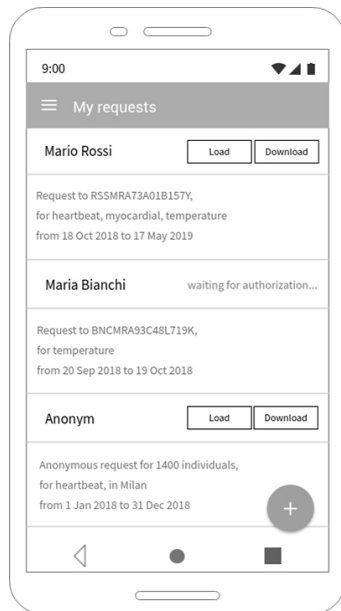 9:00
My requests
Mario Rossi Load Download
Request to RSSMRA73A01B157Y,
for heartbeat, myocardial, temperature
from 18 Oct 2018 to 17 May 2019
Maria Bianchi waiting for authorization...
Request to BNCMRA93C48L719K,
for temperature
from 20 Sep 2018 to 19 Oct 2018
Anonym Load Download
Anonymous request for 1400 individuals,
for heartbeat, in Milan
from 1 Jan 2018 to 31 Dec 2018
+